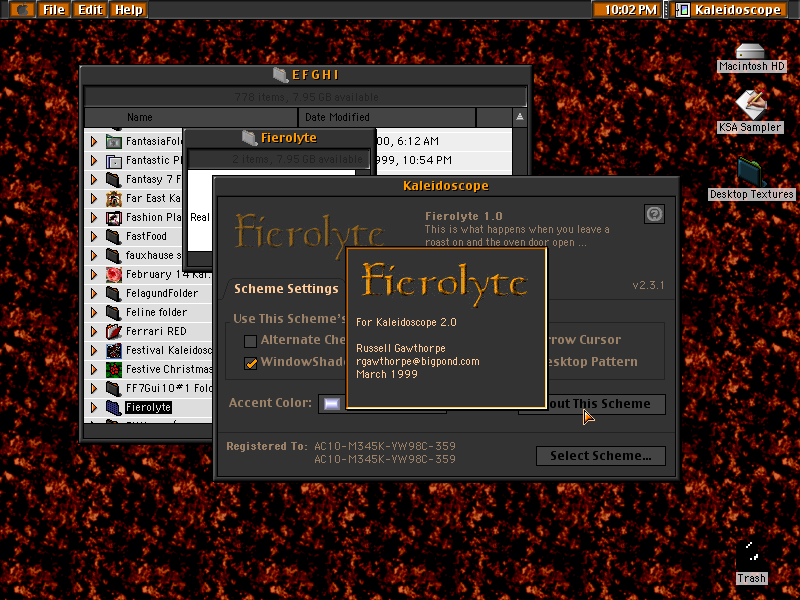 File Edit Help
10:02 PM Kaleidoscope
Macintosh HD
KSA Sampler
Desktop Textures
Trash
EFGHI
778 items, 7.95 GB available
Name Date Modified
FantasiaFol 00, 6:12 AM
Fantastic Pl 999, 10:54 PM
Fantasy 7 F
Far East Ka
Fashion Pla
FastFood
fauxhause s
February 14 Kal
FelagundFolder
Feline folder
Ferrari RED
Festival Kaleidosc
Festive Christmas
FF7Gui10#1 Fold
Fierolyte
Fierolyte
2 items, 7.95 GB available
Real
Kaleidoscope
Fierolyte
Fierolyte 1.0
This is what happens when you leave a
roast on and the oven door open ...
Scheme Settings
v2.3.1
Use This Scheme's
Alternate Che
rrow Cursor
WindowShad
esktop Pattern
Accent Color:
out This Scheme
Registered To: AC10-M345K-YW98C-359
AC10-M345K-YW98C-359
Select Scheme...
Fierolyte
For Kaleidoscope 2.0
Russell Gawthorpe
rgawthorpe@bigpond.com
March 1999